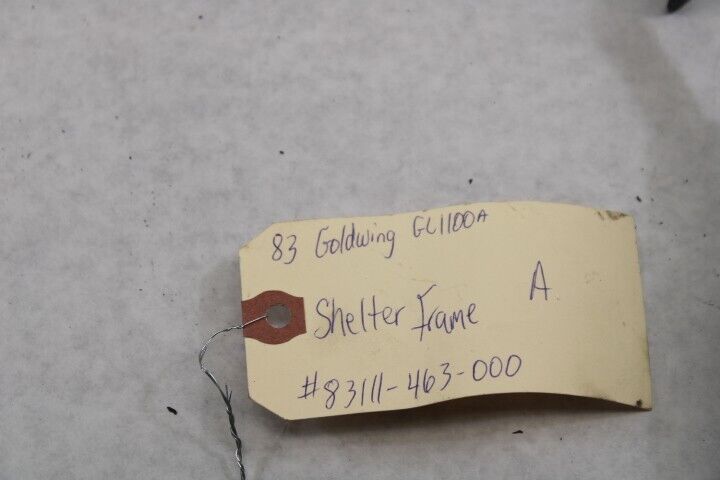 83 Goldwing GL1100A
Shelter Frame A
#83111-463-000